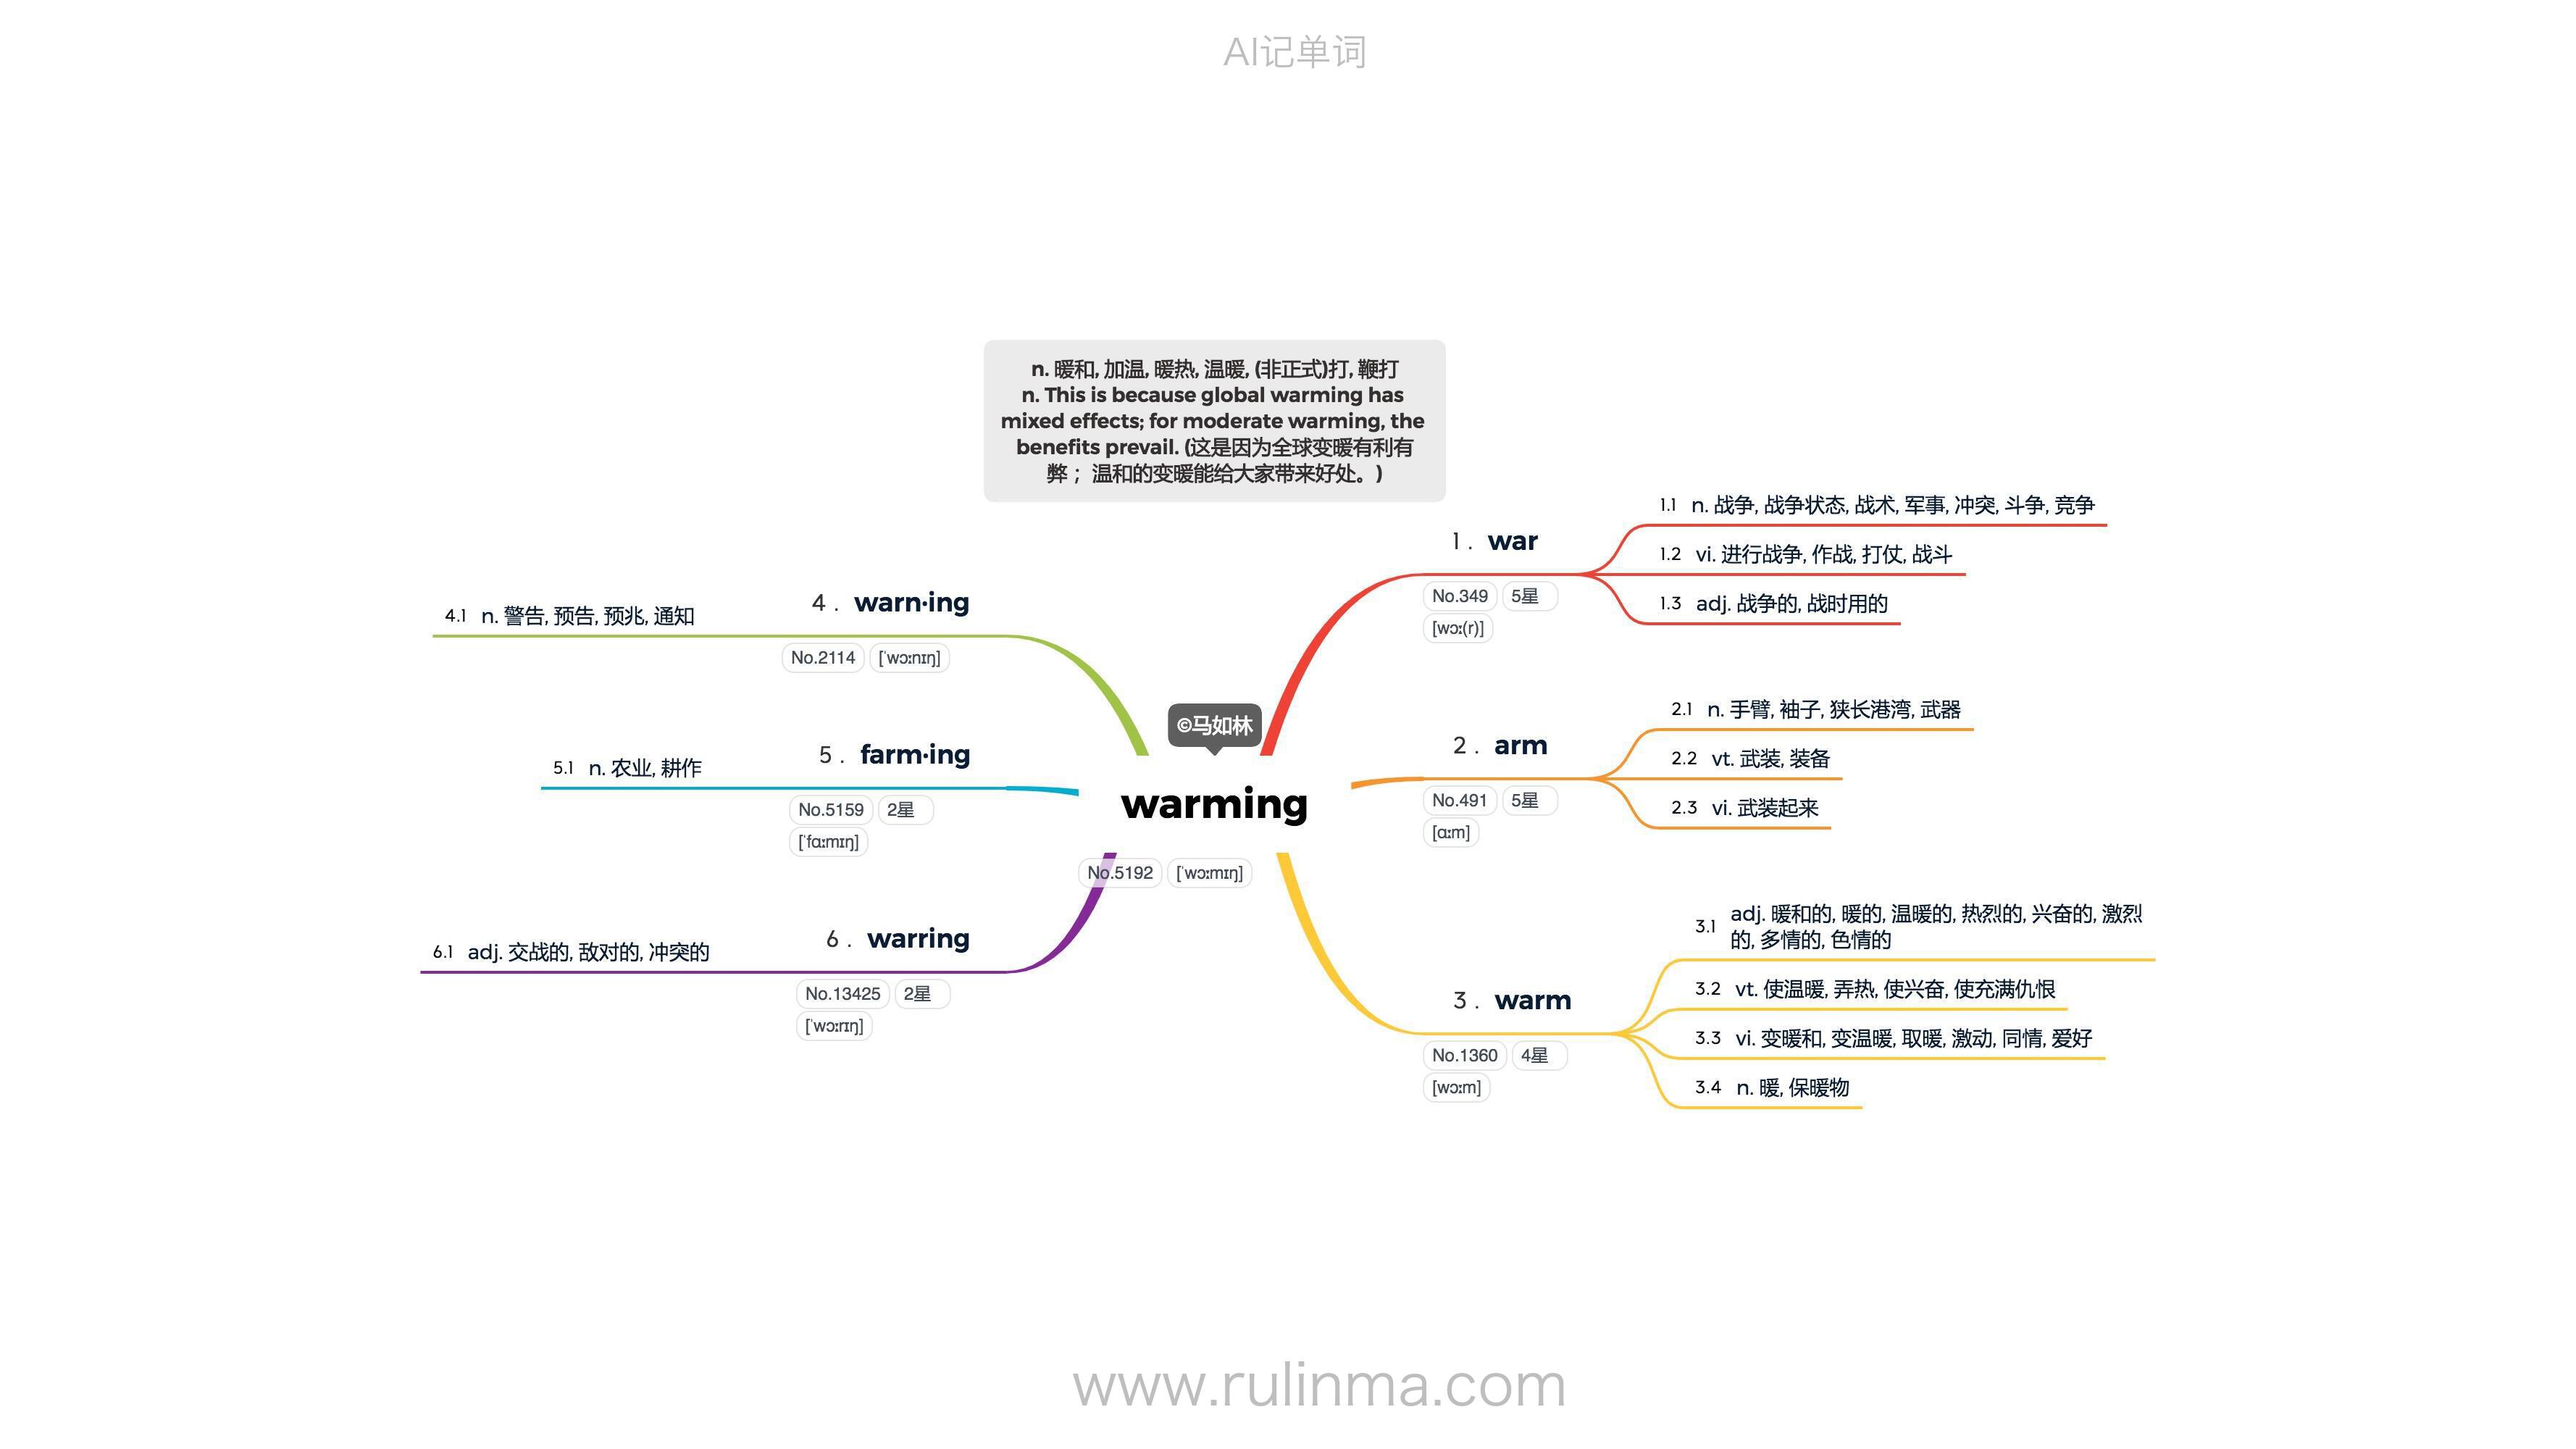 AI记单词
n. 暖和, 加温, 暖热, 温暖, (非正式)打, 鞭打
n. This is because global warming has
mixed effects; for moderate warming, the
benefits prevail. (这是因为全球变暖有利有
弊； 温和的变暖能给大家带来好处。)
©马如林
warming
No.5192 [ˈwɔːmɪŋ]
1 . war
No.349 5星
[wɔː(r)]
1.1 n. 战争, 战争状态, 战术, 军事, 冲突, 斗争, 竞争
1.2 vi. 进行战争, 作战, 打仗, 战斗
1.3 adj. 战争的, 战时用的
2 . arm
No.491 5星
[ɑːm]
2.1 n. 手臂, 袖子, 狭长港湾, 武器
2.2 vt. 武装, 装备
2.3 vi. 武装起来
3 . warm
No.1360 4星
[wɔːm]
3.1 adj. 暖和的, 暖的, 温暖的, 热烈的, 兴奋的, 激烈
的, 多情的, 色情的
3.2 vt. 使温暖, 弄热, 使兴奋, 使充满仇恨
3.3 vi. 变暖和, 变温暖, 取暖, 激动, 同情, 爱好
3.4 n. 暖, 保暖物
4 . warn·ing
No.2114 [ˈwɔːnɪŋ]
4.1 n. 警告, 预告, 预兆, 通知
5 . farm·ing
No.5159 2星
[ˈfɑːmɪŋ]
5.1 n. 农业, 耕作
6 . warring
No.13425 2星
[ˈwɔːrɪŋ]
6.1 adj. 交战的, 敌对的, 冲突的
www.rulinma.com